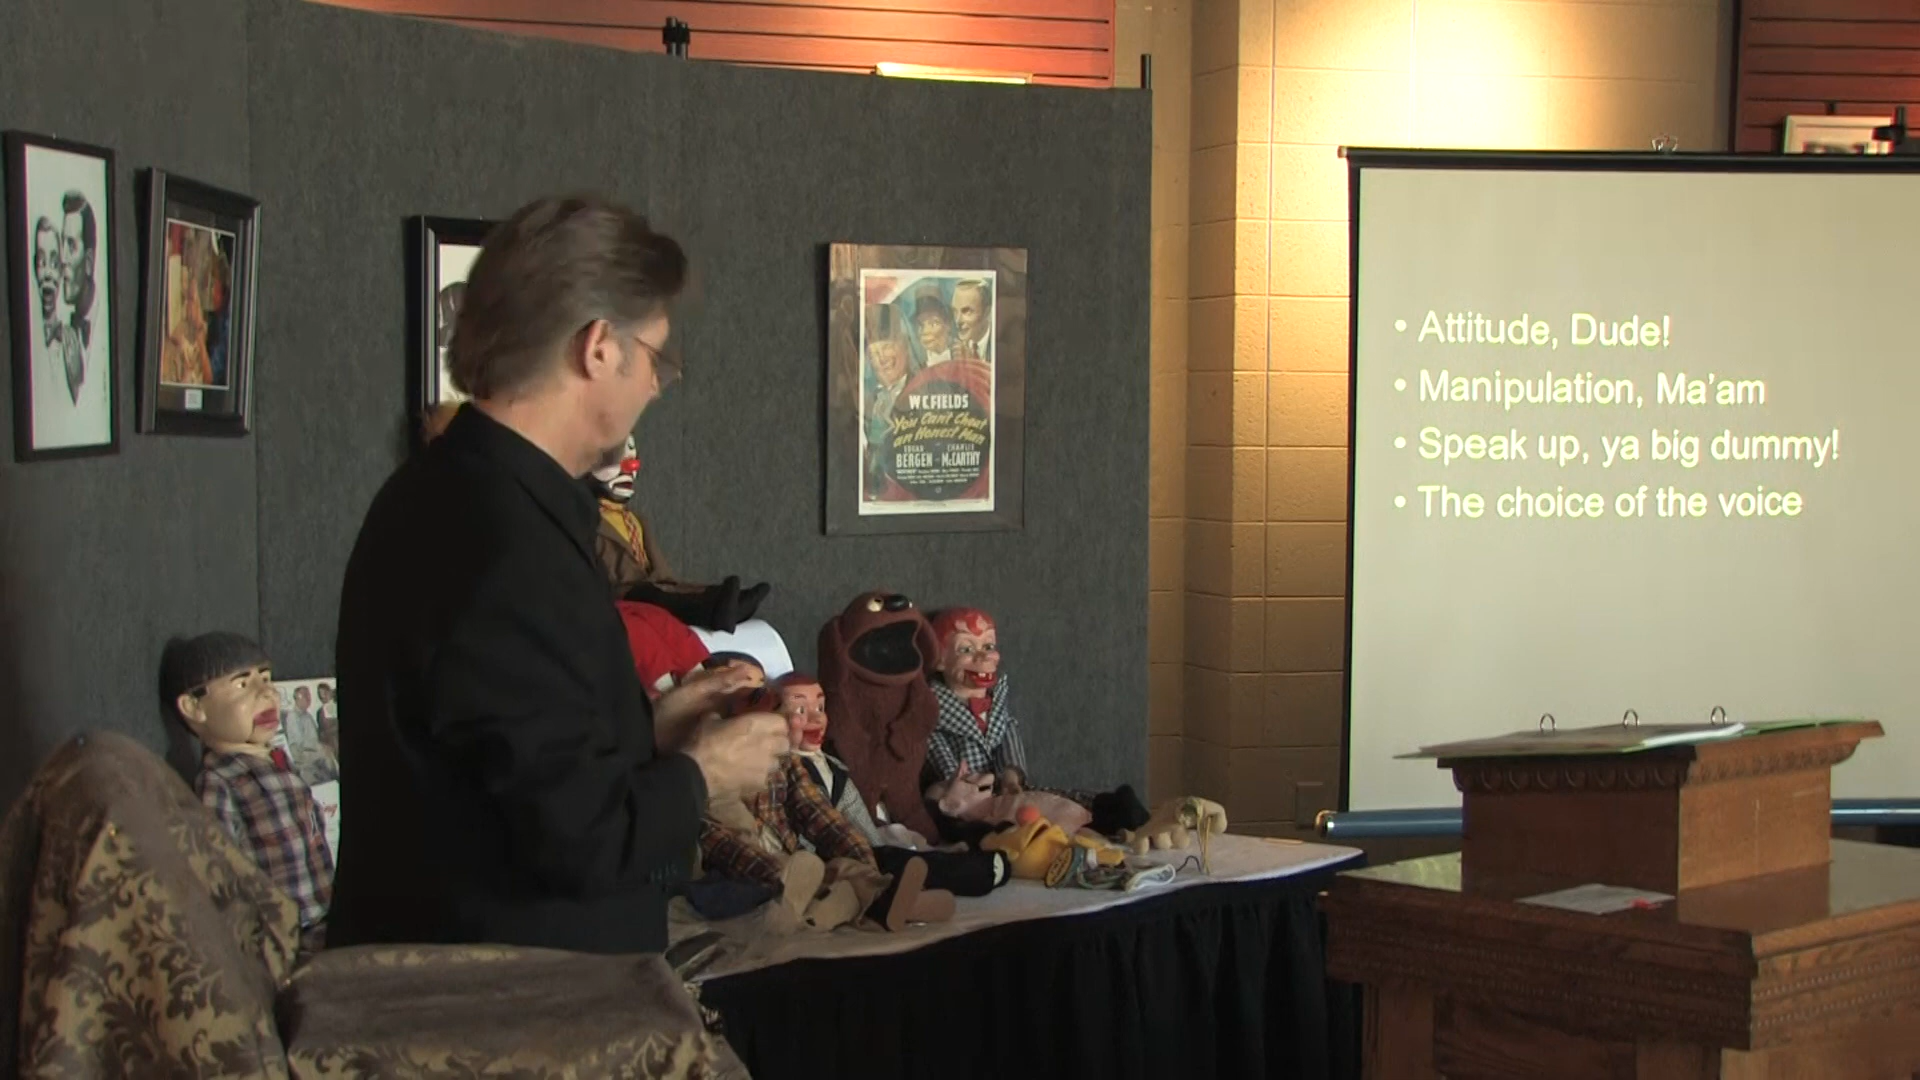 W.C. FIELDS
You Can't Cheat
an Honest Man
EDGAR BERGEN CHARLIE McCARTHY
• Attitude, Dude!
• Manipulation, Ma'am
• Speak up, ya big dummy!
• The choice of the voice